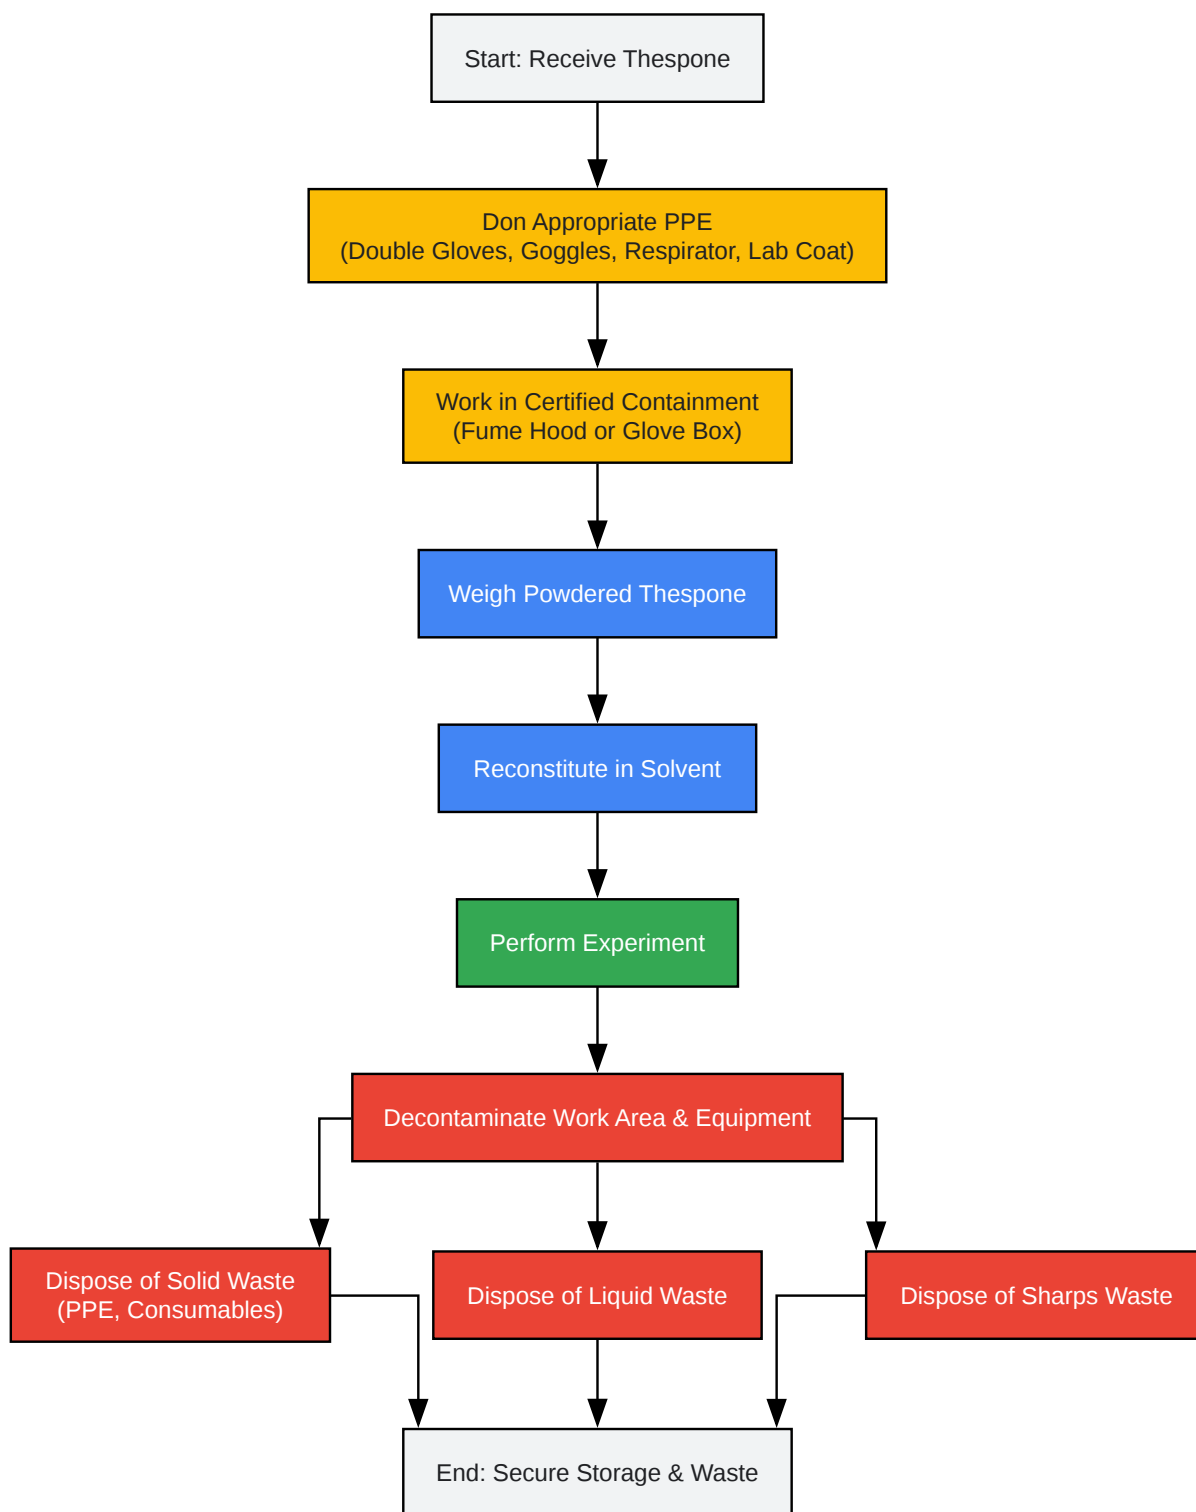 Start: Receive Thespone
Don Appropriate PPE
(Double Gloves, Goggles, Respirator, Lab Coat)
Work in Certified Containment
(Fume Hood or Glove Box)
Weigh Powdered Thespone
Reconstitute in Solvent
Perform Experiment
Decontaminate Work Area & Equipment
Dispose of Solid Waste
(PPE, Consumables)
Dispose of Liquid Waste
Dispose of Sharps Waste
End: Secure Storage & Waste